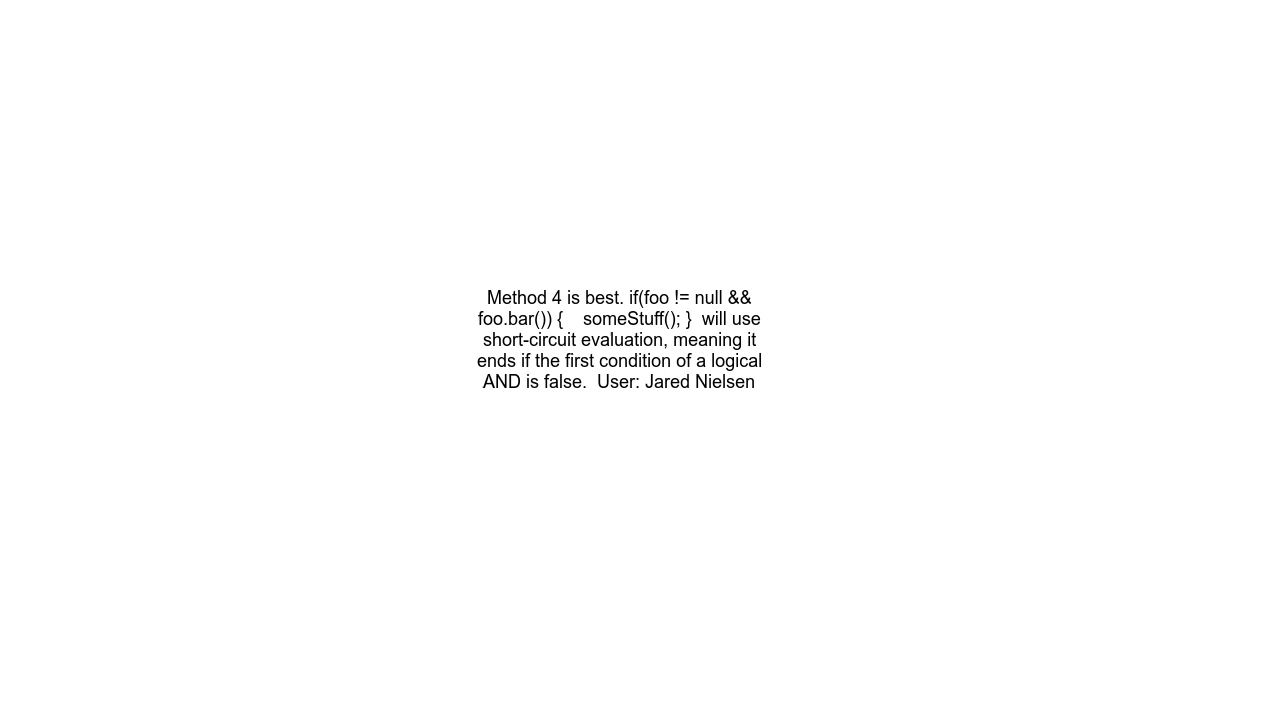 Method 4 is best. if(foo != null &&
foo.bar()) {    someStuff(); }  will use
short-circuit evaluation, meaning it
ends if the first condition of a logical
AND is false.  User: Jared Nielsen